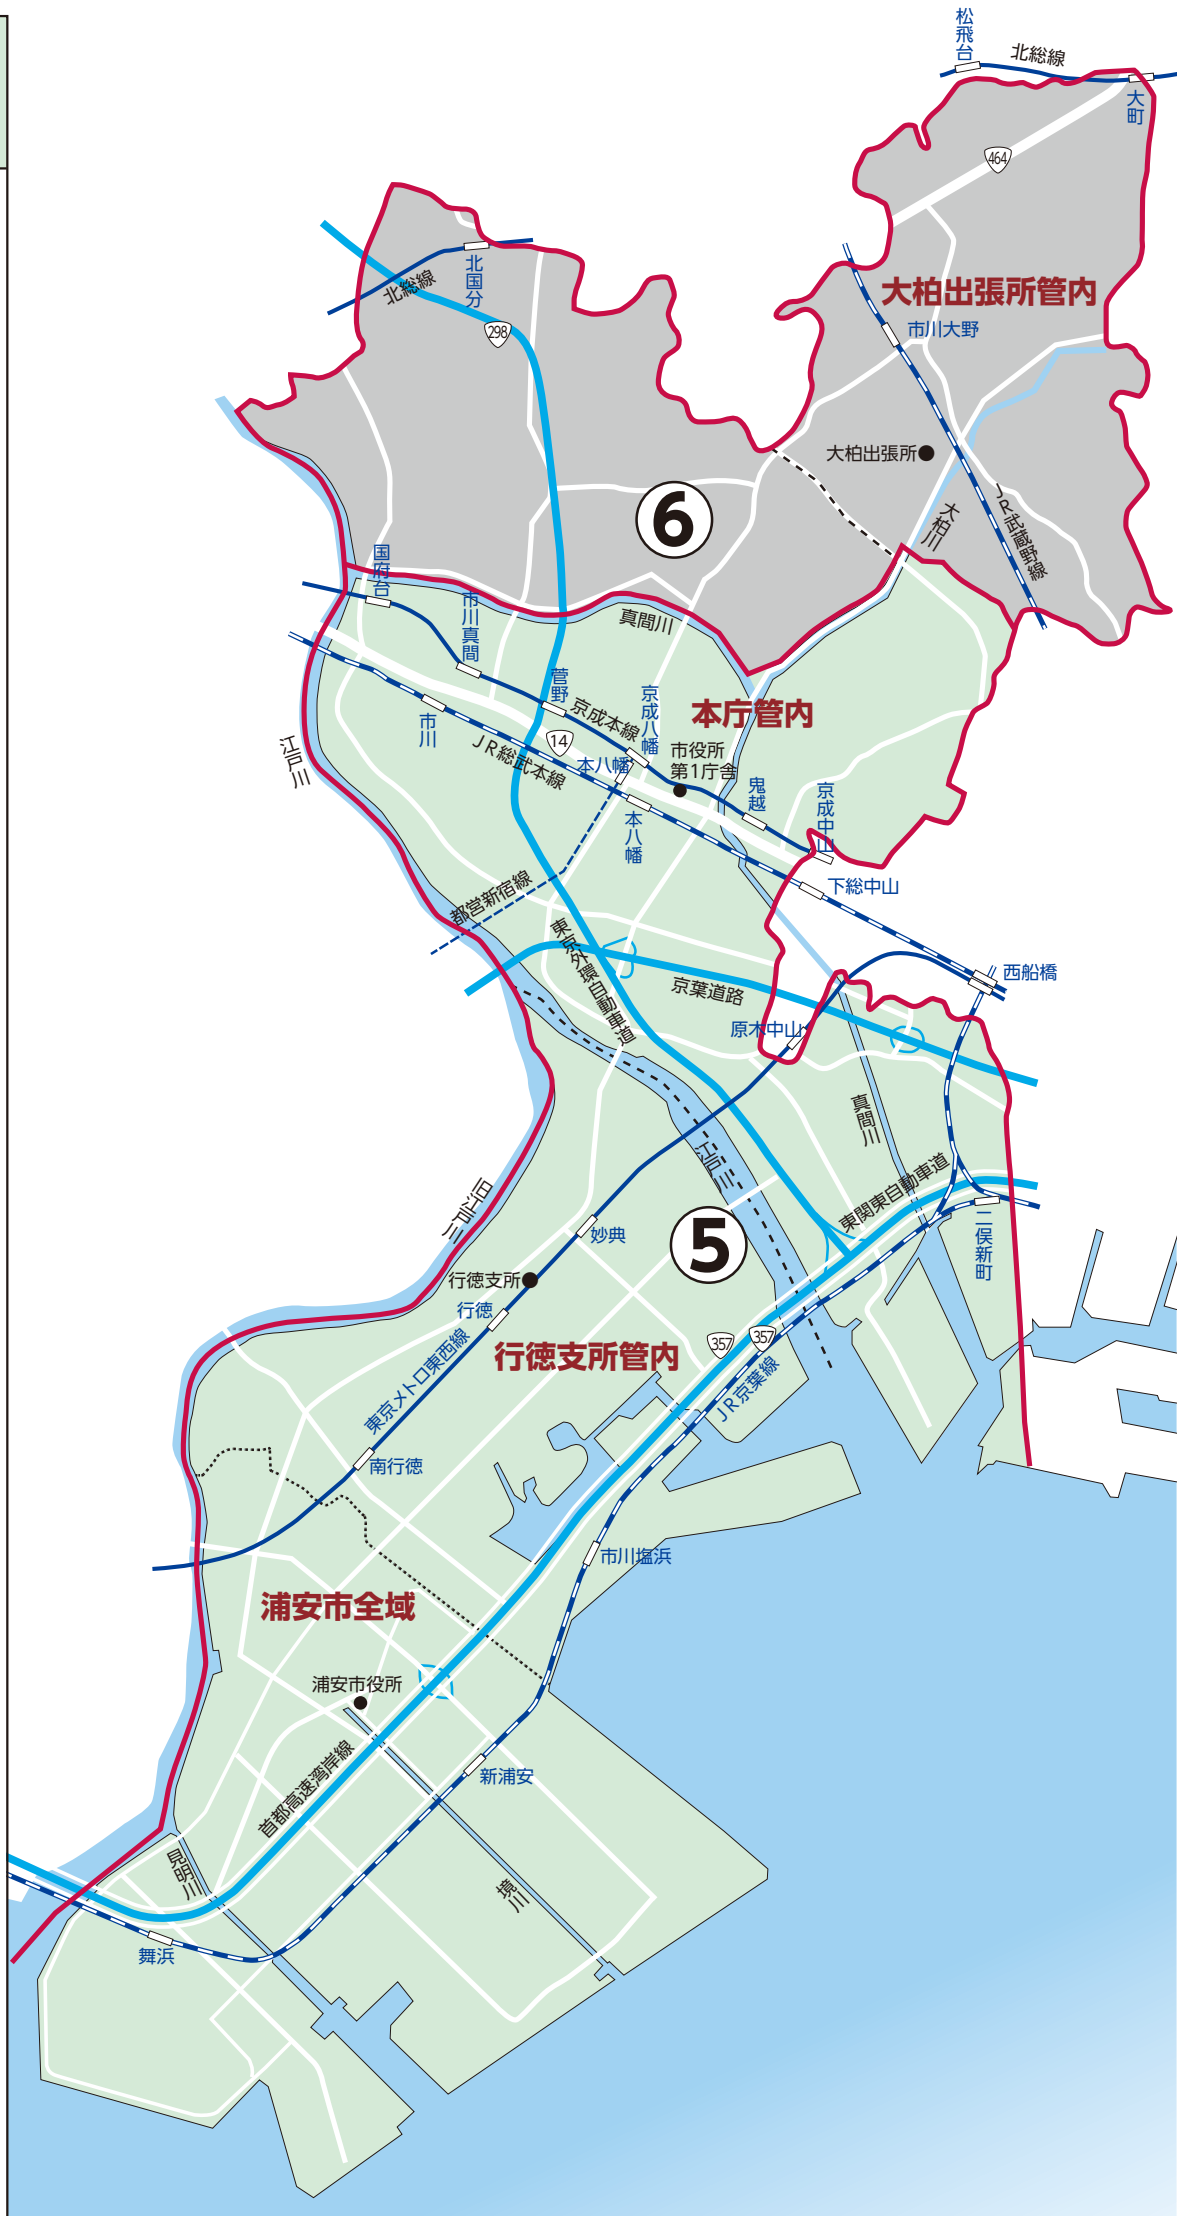 松飛台
北総線
大町
464
北国分
北総線
298
大柏出張所管内
市川大野
大柏出張所
大柏川
JR武蔵野線
6
国府台
市川真間
真間川
菅野
京成本線
京成八幡
本庁管内
市川
JR総武本線
14
本八幡
市役所
第1庁舎
江戸川
本八幡
鬼越
京成中山
下総中山
都営新宿線
東京外環自動車道
京葉道路
西船橋
原木中山
真間川
江戸川
旧江戸川
東関東自動車道
二俣新町
5
妙典
行徳支所
行徳
行徳支所管内
357
357
東京メトロ東西線
JR京葉線
南行徳
市川塩浜
浦安市全域
浦安市役所
首都高速湾岸線
新浦安
見明川
境川
舞浜